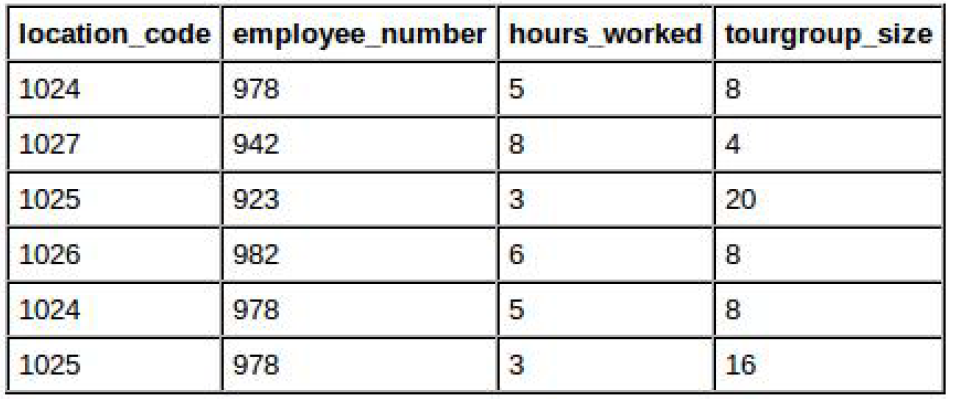 location_code employee_number hours_worked tourgroup_size
1024 978 5 8
1027 942 8 4
1025 923 3 20
1026 982 6 8
1024 978 5 8
1025 978 3 16